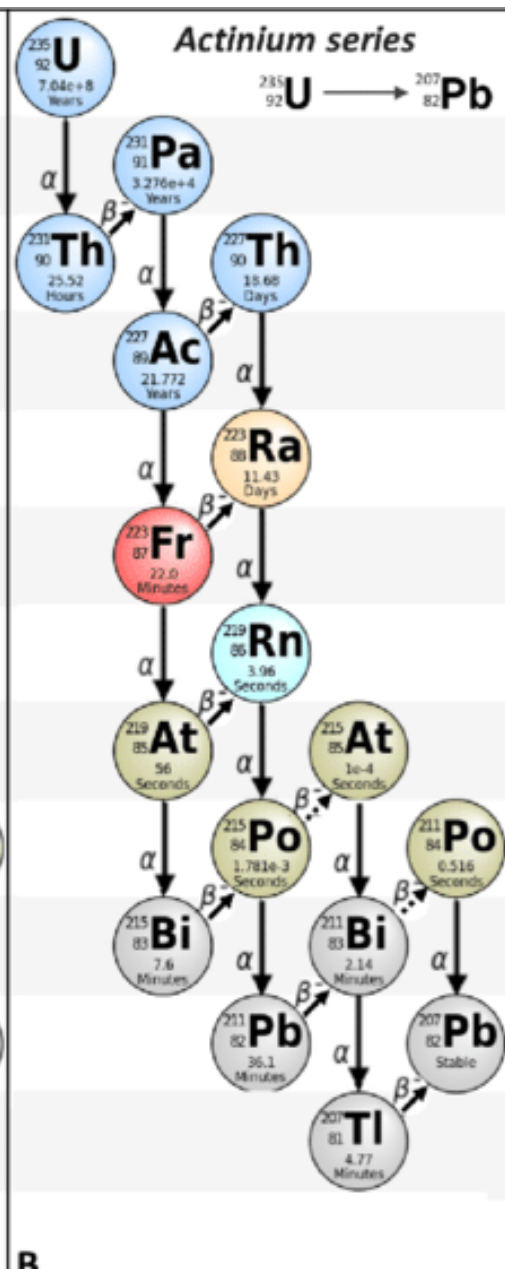 Actinium series
235
92 U → 207
82 Pb
235
92 U
7.04e+8
Years
α
231
91 Pa
3.276e+4
Years
β⁻
231
90 Th
25.52
Hours
α
227
90 Th
18.68
Days
β⁻
227
89 Ac
21.772
Years
α
α
223
88 Ra
11.43
Days
β⁻
223
87 Fr
22.0
Minutes
α
α
219
86 Rn
3.96
Seconds
β⁻
219
85 At
56
Seconds
α
215
85 At
1e-4
Seconds
β⁻
215
84 Po
1.781e-3
Seconds
α
α
211
84 Po
0.516
Seconds
β⁻
β⁻
215
83 Bi
7.6
Minutes
α
211
83 Bi
2.14
Minutes
α
β⁻
211
82 Pb
36.1
Minutes
α
207
82 Pb
Stable
β⁻
207
81 Tl
4.77
Minutes
B